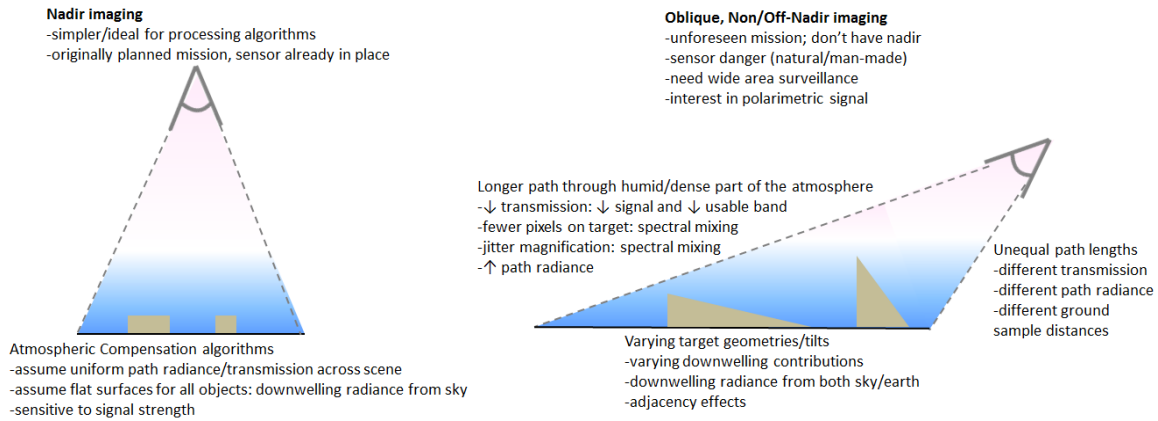 Nadir imaging
-simpler/ideal for processing algorithms
-originally planned mission, sensor already in place
Atmospheric Compensation algorithms
-assume uniform path radiance/transmission across scene
-assume flat surfaces for all objects: downwelling radiance from sky
-sensitive to signal strength
Oblique, Non/Off-Nadir imaging
-unforeseen mission; don't have nadir
-sensor danger (natural/man-made)
-need wide area surveillance
-interest in polarimetric signal
Longer path through humid/dense part of the atmosphere
-↓ transmission: ↓ signal and ↓ usable band
-fewer pixels on target: spectral mixing
-jitter magnification: spectral mixing
-↑ path radiance
Unequal path lengths
-different transmission
-different path radiance
-different ground
sample distances
Varying target geometries/tilts
-varying downwelling contributions
-downwelling radiance from both sky/earth
-adjacency effects